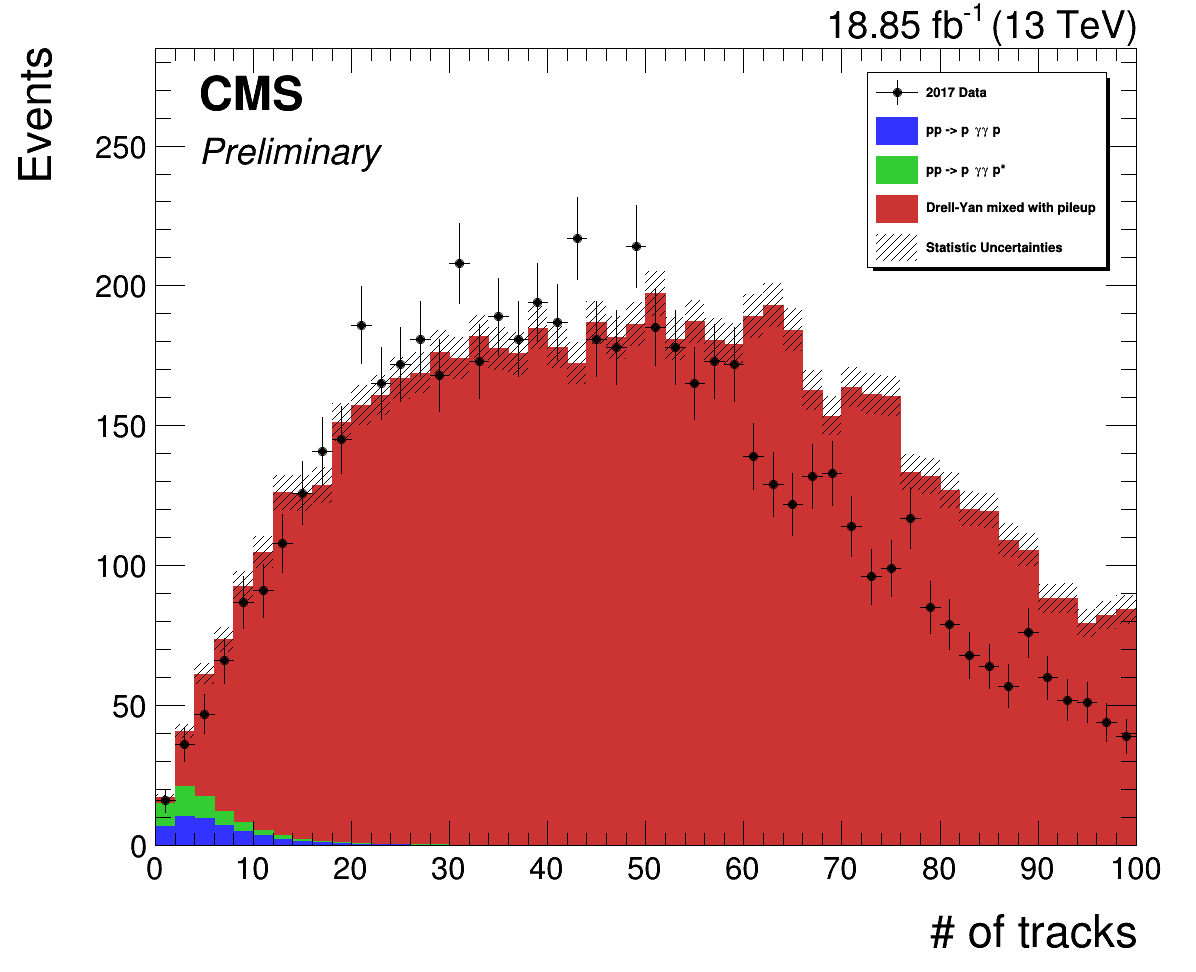 18.85 fb⁻¹ (13 TeV)
Events
CMS
Preliminary
2017 Data
pp -> p γγ p
pp -> p γγ p*
Drell-Yan mixed with pileup
Statistic Uncertainties
250
200
150
100
50
0
0 10 20 30 40 50 60 70 80 90 100
# of tracks